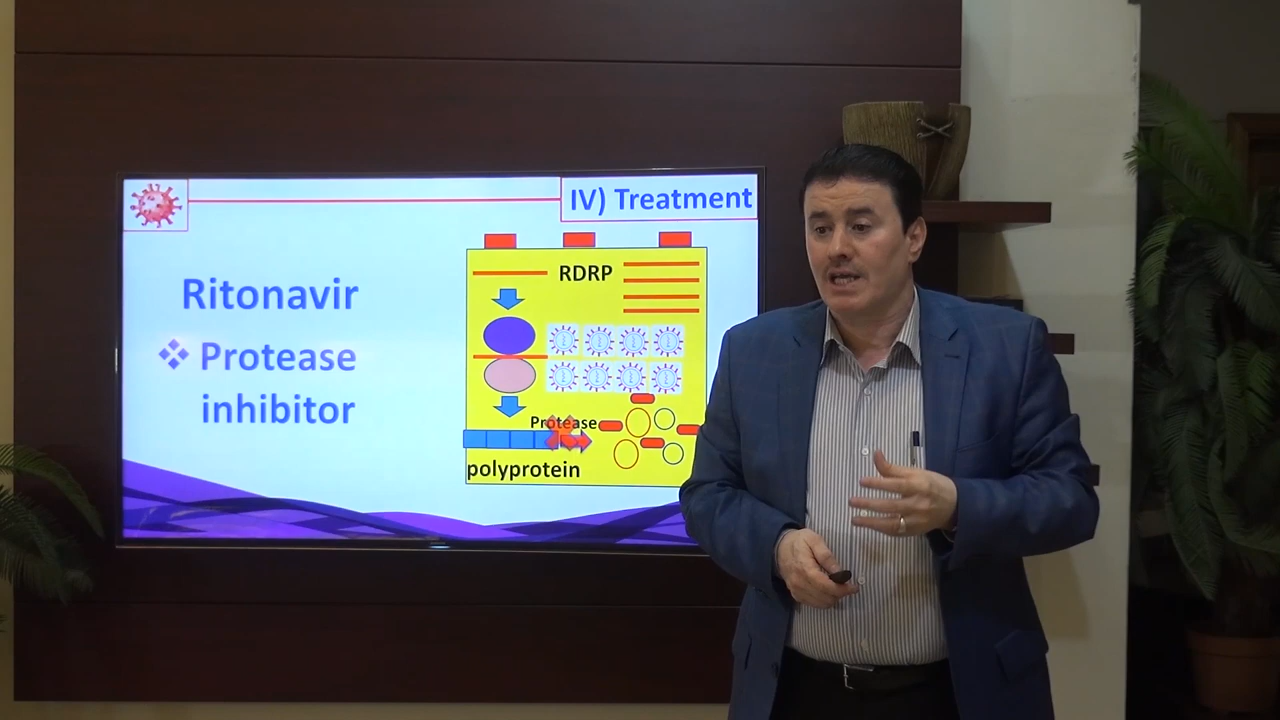 IV) Treatment
Ritonavir
❖ Protease
inhibitor
RDRP
Protease
polyprotein